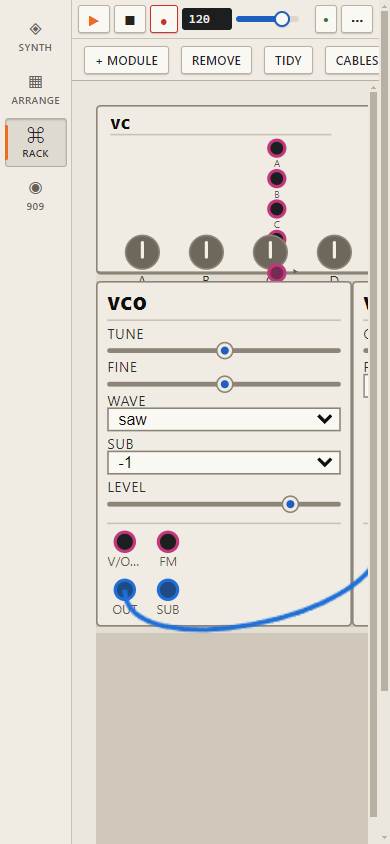 120
...
SYNTH
ARRANGE
RACK
909
+ MODULE
REMOVE
TIDY
CABLES
vc
A
B
C
A B D
vco
TUNE
FINE
WAVE
saw
SUB
-1
LEVEL
V/O... FM
OUT SUB